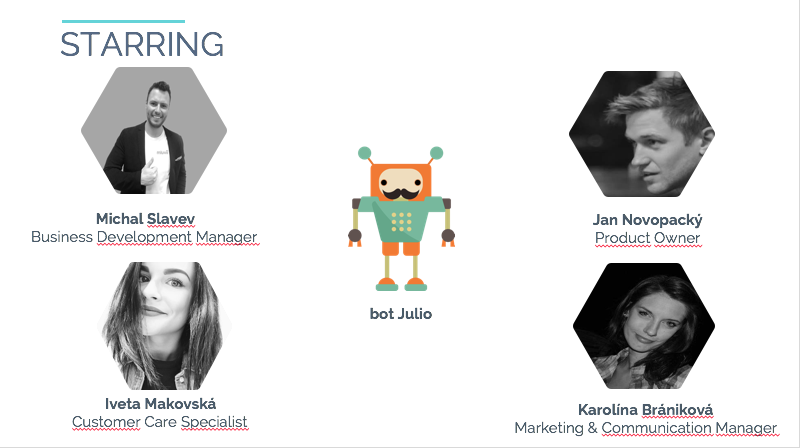 STARRING
Michal Slavev
Business Development Manager
Iveta Makovská
Customer Care Specialist
bot Julio
Jan Novopacký
Product Owner
Karolína Brániková
Marketing & Communication Manager